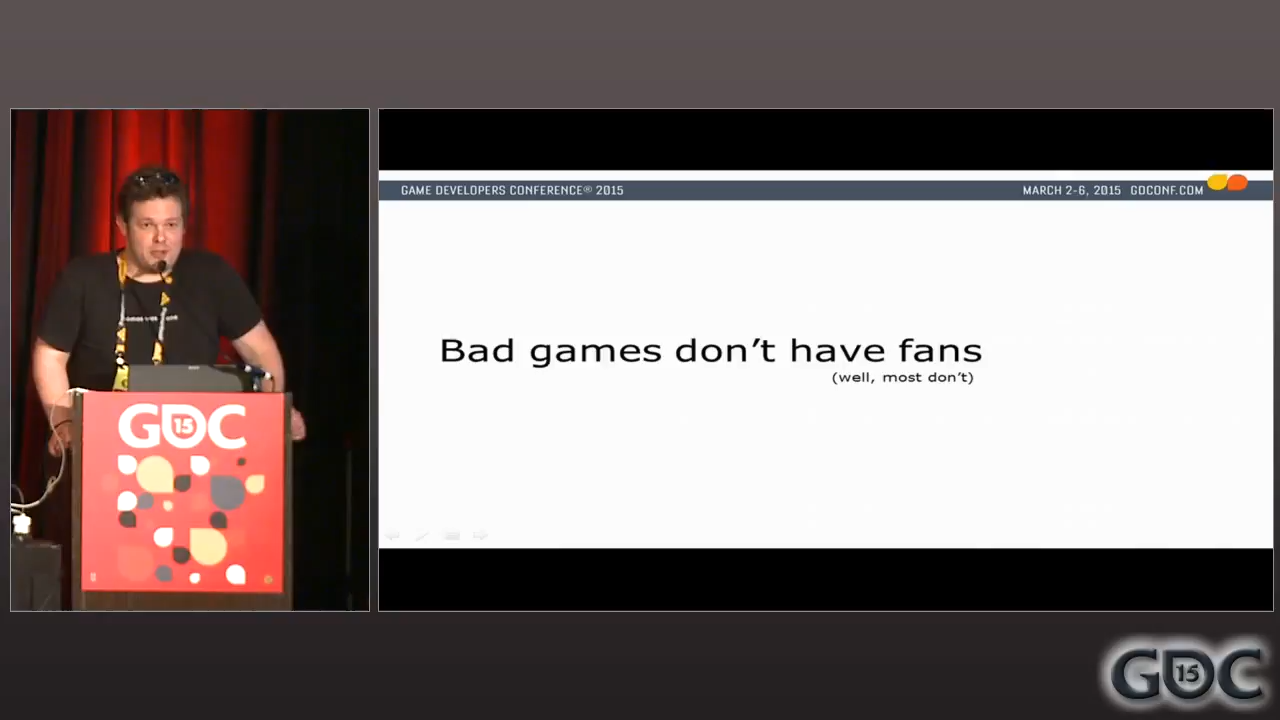 GAME DEVELOPERS CONFERENCE® 2015
MARCH 2-6, 2015 GDCONF.COM
Bad games don't have fans
(well, most don't)
GDC 15
GDC 15